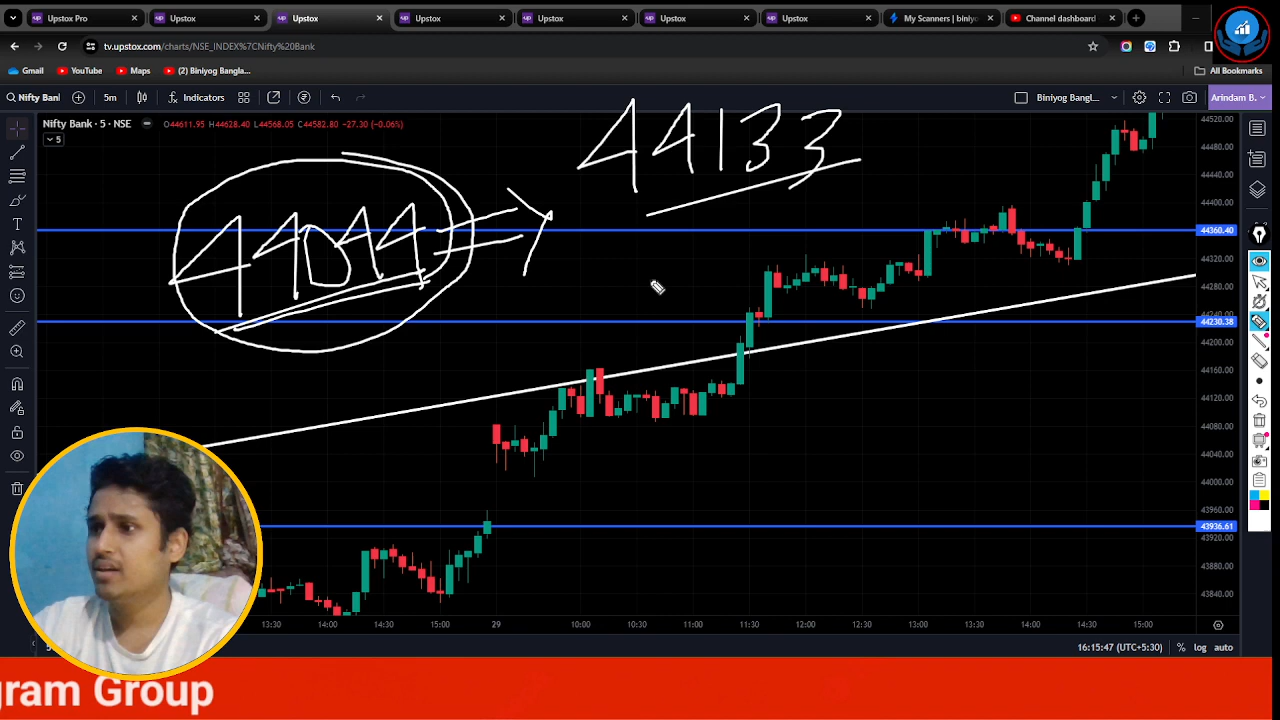 Upstox Pro
Upstox
Upstox
Upstox
Upstox
Upstox
Upstox
My Scanners | biniyo
Channel dashboard
tv.upstox.com/charts/NSE_INDEX%7CNifty%20Bank
Gmail
YouTube
Maps
(2) Biniyog Bangla...
All Bookmarks
Nifty Ban
5m
Indicators
Biniyog Bangl...
Arindam B.
Nifty Bank · 5 · NSE
O44611.95 H44628.40 L44568.05 C44582.80 -27.30 (-0.06%)
5
44133
44044
44520.00
44480.00
44440.00
44400.00
44360.40
44320.00
44280.00
44240.00
44230.38
44200.00
44160.00
44120.00
44080.00
44040.00
44000.00
43960.00
43936.61
43920.00
43880.00
43840.00
13:30
14:00
14:30
15:00
29
10:00
10:30
11:00
11:30
12:00
12:30
13:00
13:30
14:00
14:30
15:00
16:15:47 (UTC+5:30)
%
log
auto
gram Group